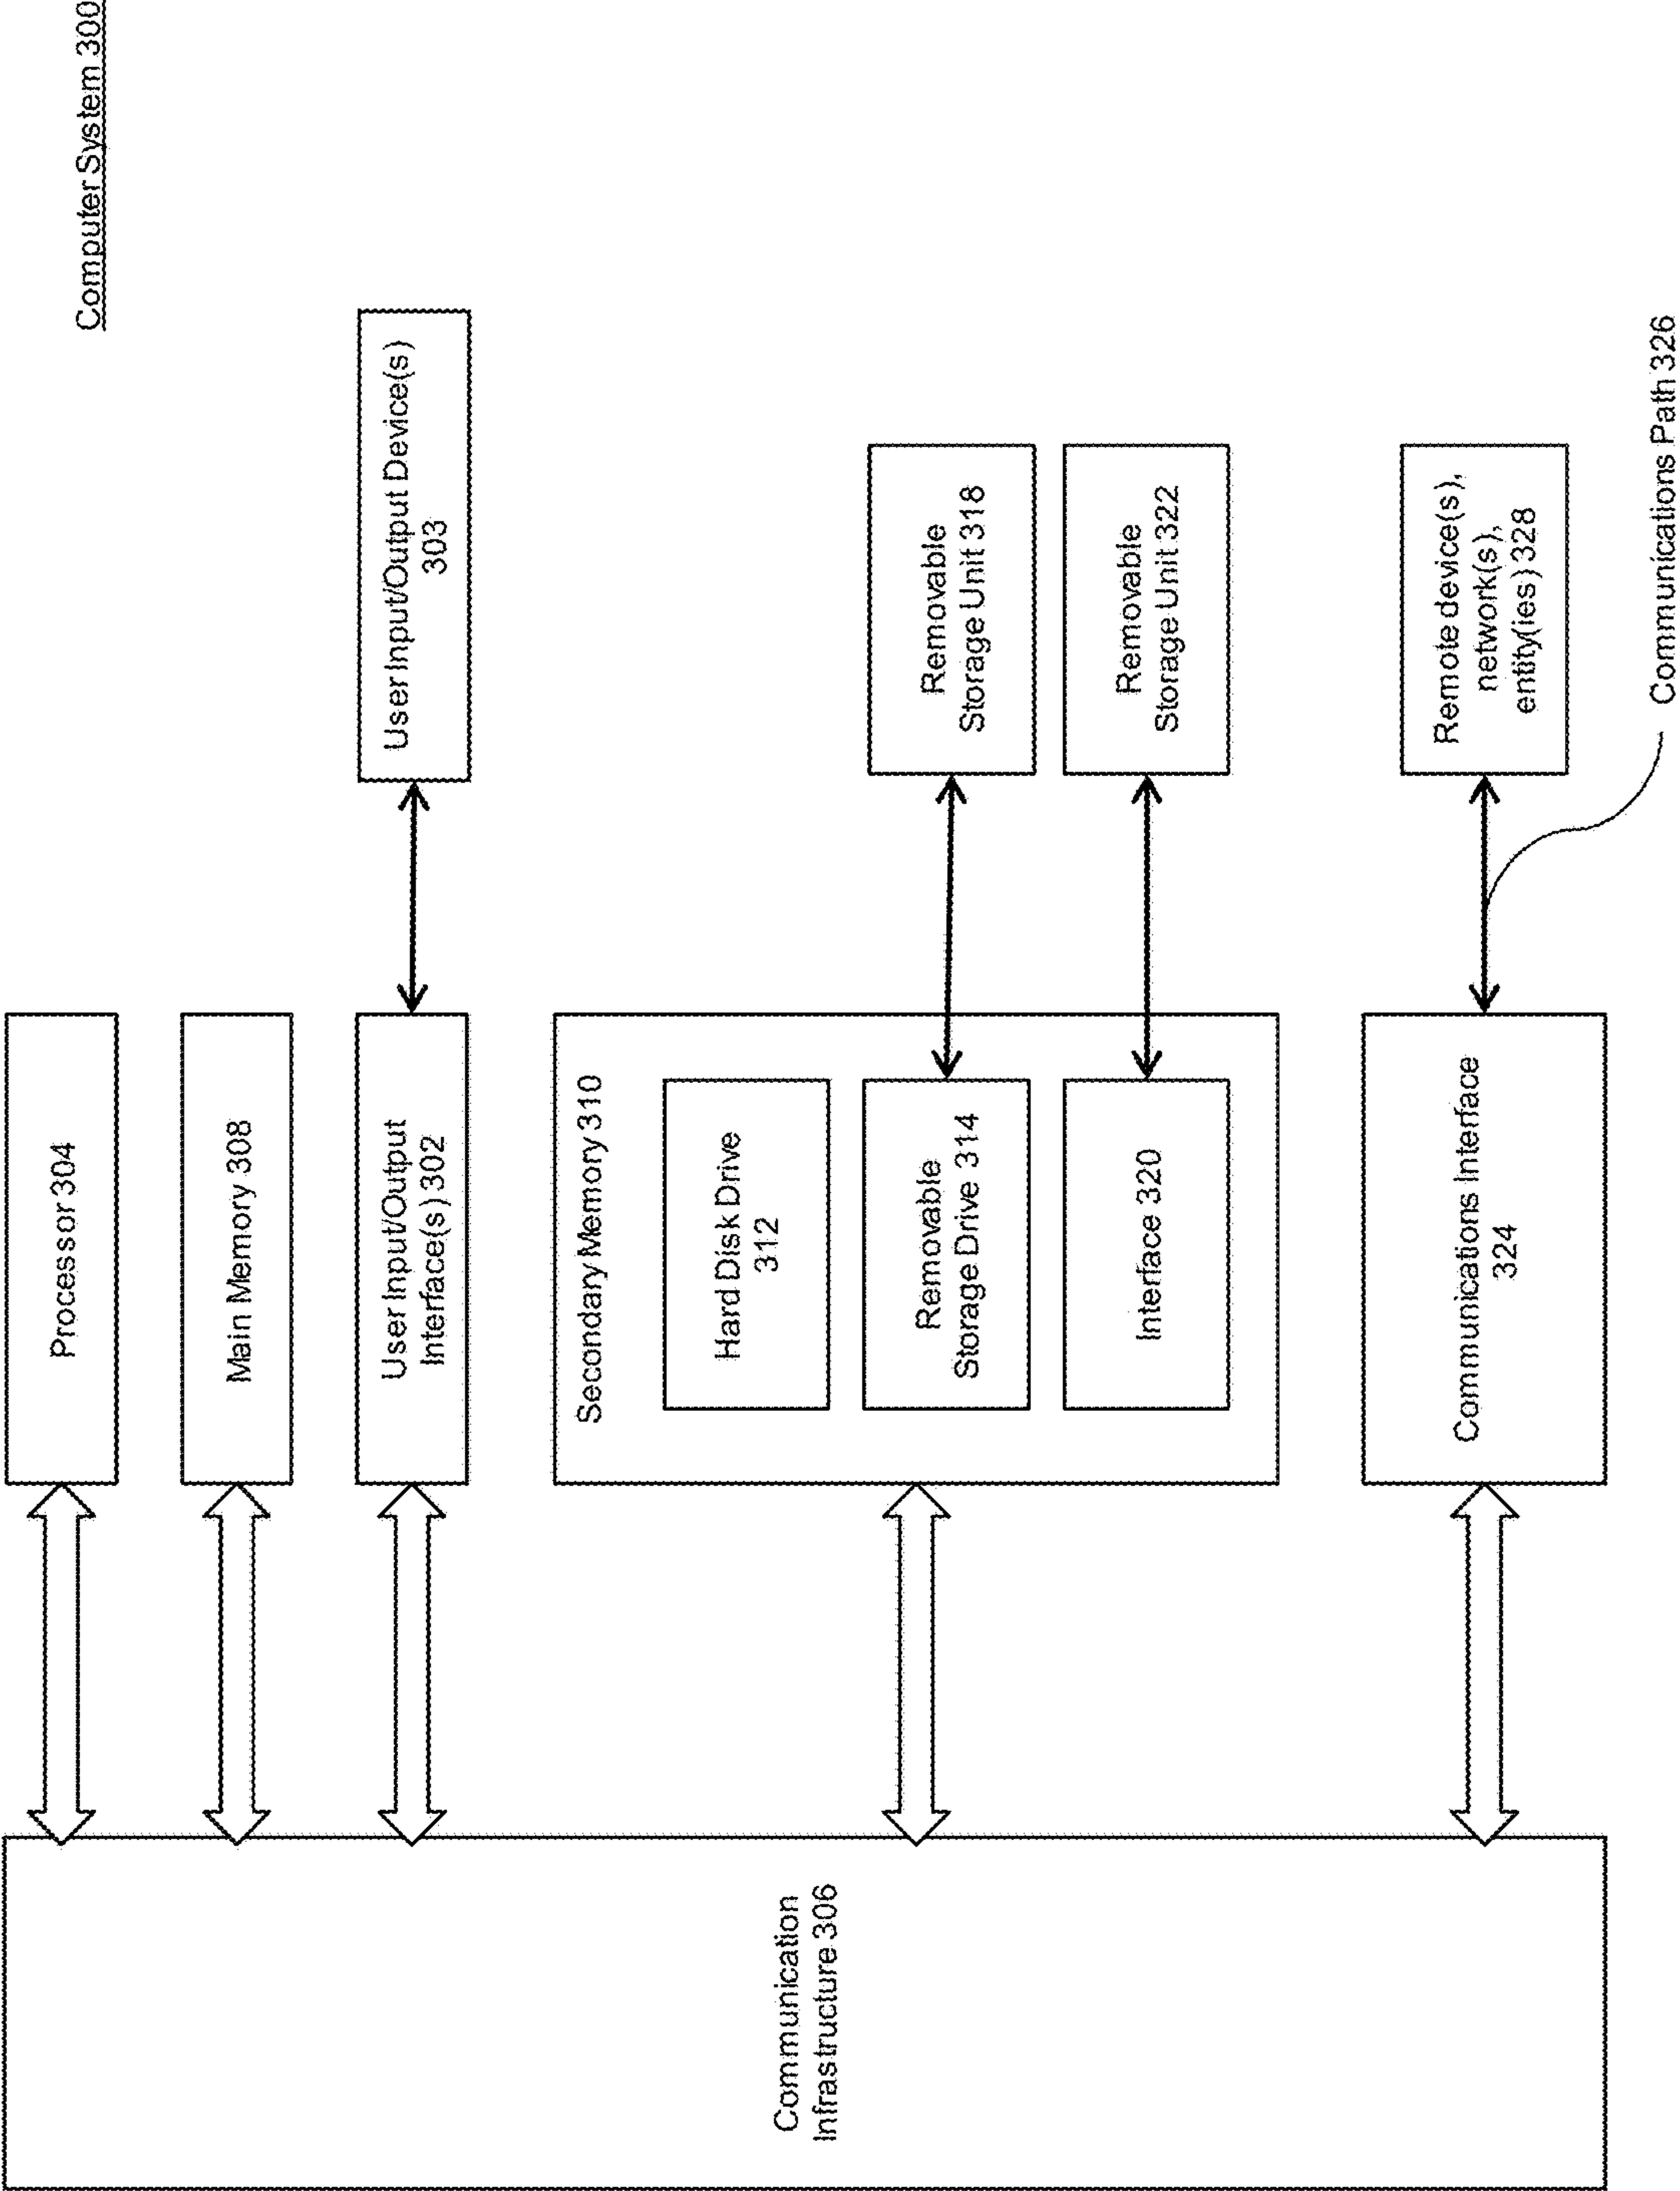 Computer System 300
Processor 304
Main Memory 308
User Input/Output
Interface(s) 302
User Input/Output Device(s)
303
Secondary Memory 310
Hard Disk Drive
312
Removable
Storage Drive 314
Removable
Storage Unit 318
Interface 320
Removable
Storage Unit 322
Communication
Infrastructure 306
Communications Interface
324
Remote device(s),
network(s),
entity(ies) 328
Communications Path 326